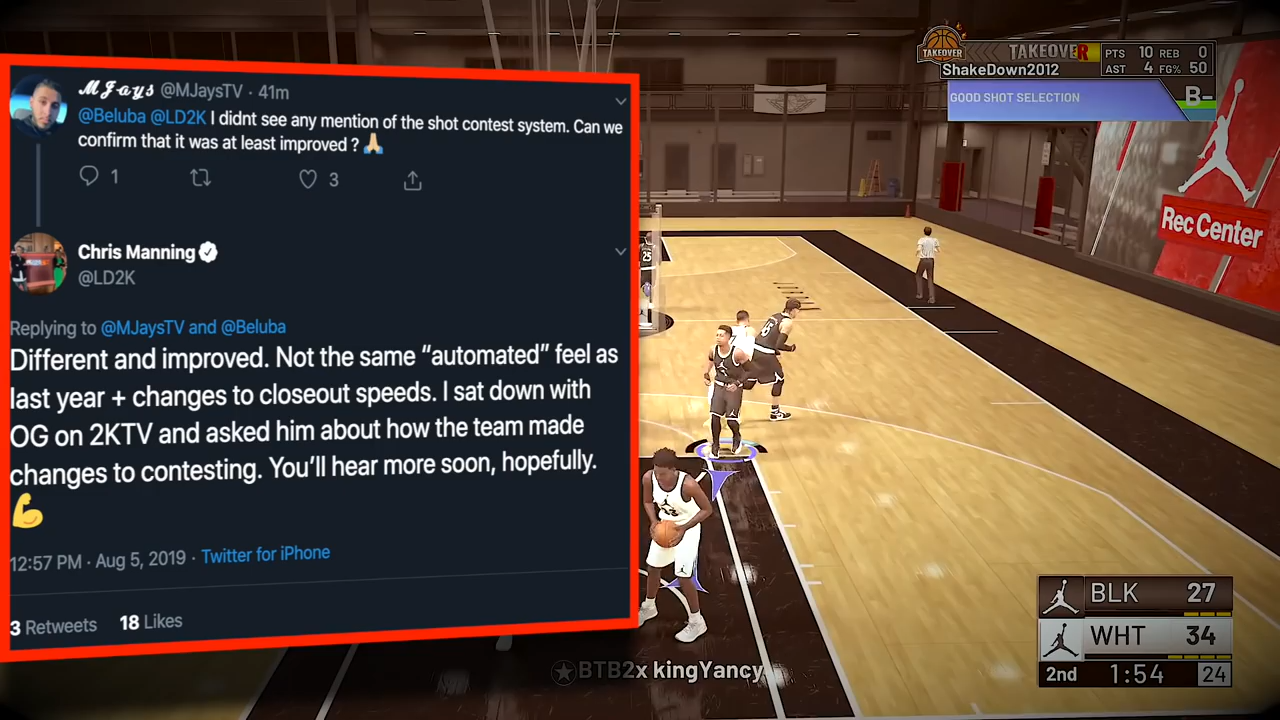 𝓜𝓙𝓪𝔂𝓼 @MJaysTV · 41m
@Beluba @LD2K I didnt see any mention of the shot contest system. Can we
confirm that it was at least improved ? 🙏🏼
1
3
Chris Manning
@LD2K
Replying to @MJaysTV and @Beluba
Different and improved. Not the same “automated” feel as
last year + changes to closeout speeds. I sat down with
OG on 2KTV and asked him about how the team made
changes to contesting. You’ll hear more soon, hopefully.
💪
12:57 PM · Aug 5, 2019 · Twitter for iPhone
3 Retweets 18 Likes
TAKEOVER
TAKEOVER
PTS 10 REB 0
ShakeDown2012
AST 4 FG% 50
GOOD SHOT SELECTION
B-
Rec Center
25
BLK 27
WHT 34
2nd 1:54 24
BTB2x kingYancy